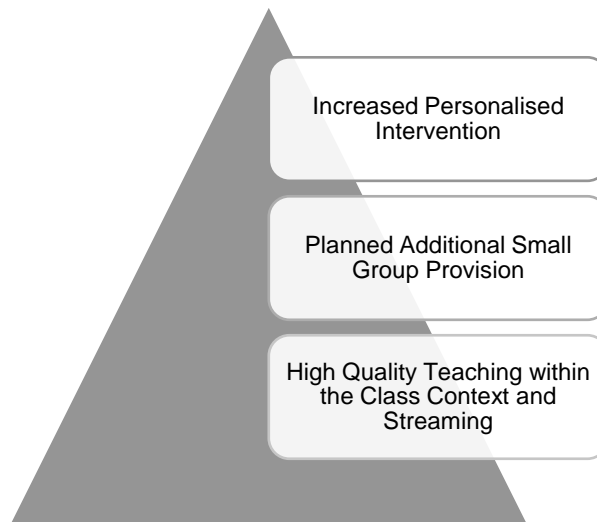 Increased Personalised
Intervention
Planned Additional Small
Group Provision
High Quality Teaching within
the Class Context and
Streaming